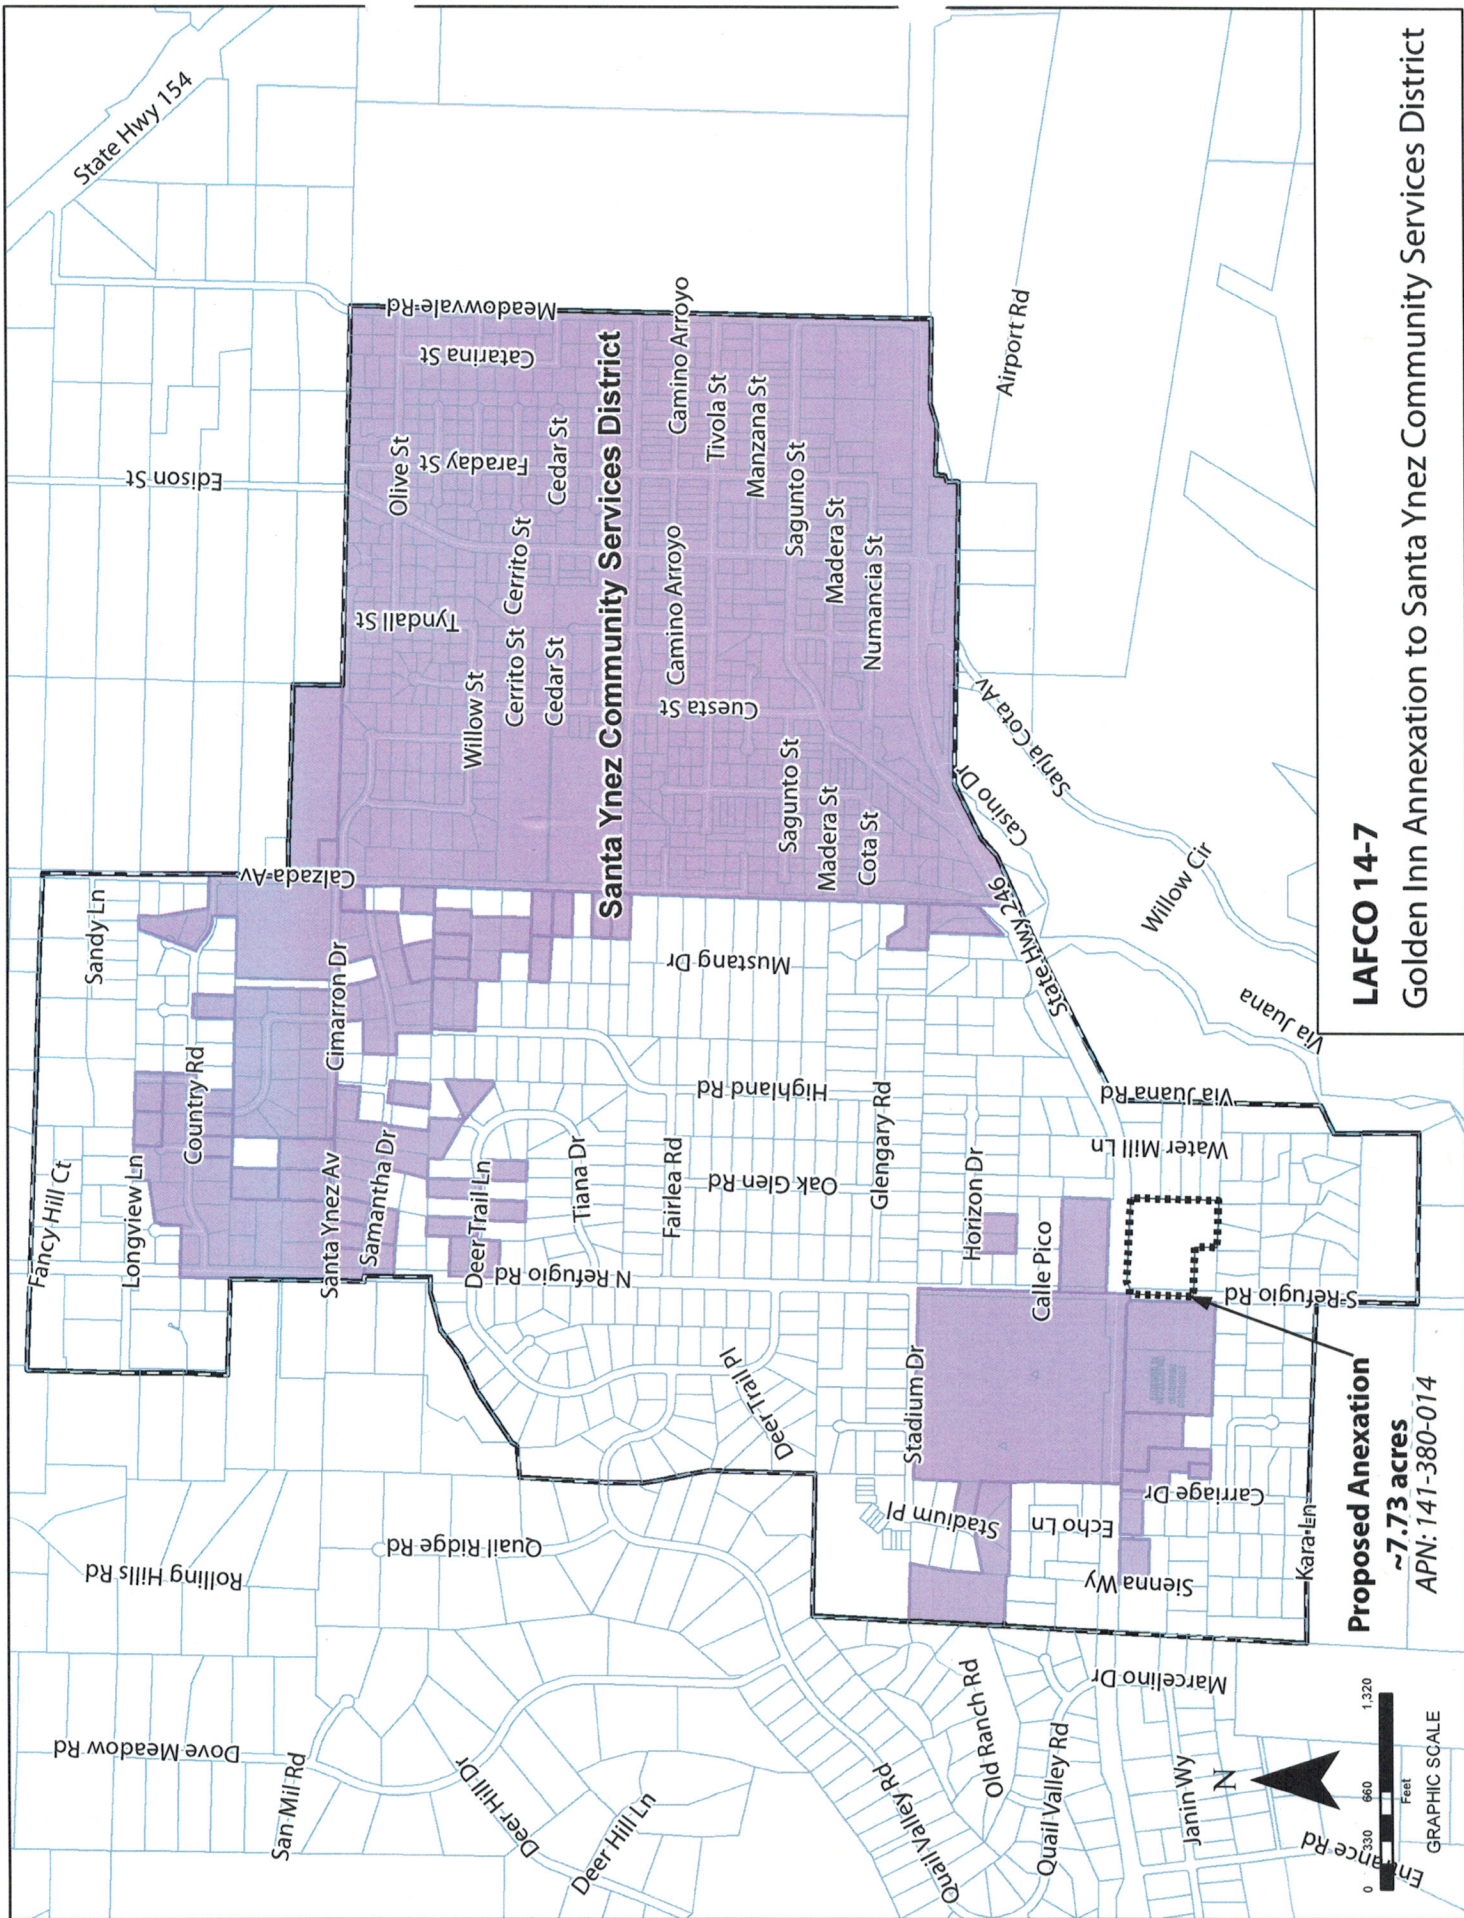 State Hwy 154
Edison St
Meadowvale Rd
Catarina St
Olive St
Faraday St
Cedar St
Camino Arroyo
Tivola St
Manzana St
Sagunto St
Madera St
Numancia St
Cerrito St
Camino Arroyo
Tyndall St
Willow St
Cerrito St
Cedar St
Cuesta St
Sagunto St
Madera St
Cota St
Santa Ynez Community Services District
Airport Rd
Sanja Cota Av
Casino Dr
Willow Cir
State Hwy 246
Via Juana
Via Juana Rd
Water Mill Ln
Calzada Av
Sandy Ln
Cimarron Dr
Country Rd
Mustang Dr
Highland Rd
Fancy Hill Ct
Longview Ln
Santa Ynez Av
Samantha Dr
Deer Trail Ln
Tiana Dr
Fairlea Rd
Oak Glen Rd
Glengary Rd
Horizon Dr
Calle Pico
N Refugio Rd
S Refugio Rd
Deer Trail Pl
Stadium Dr
Stadium Pl
Echo Ln
Carriage Dr
Sienna Wy
Kara Ln
Quail Ridge Rd
Rolling Hills Rd
Dove Meadow Rd
San Mil Rd
Deer Hill Dr
Deer Hill Ln
Quail Valley Rd
Old Ranch Rd
Quail Valley Rd
Marcelino Dr
Janin Wy
Entrance Rd
Proposed Anexation
~7.73 acres
APN: 141-380-014
N
0 330 660 1,320
Feet
GRAPHIC SCALE
LAFCO 14-7
Golden Inn Annexation to Santa Ynez Community Services District